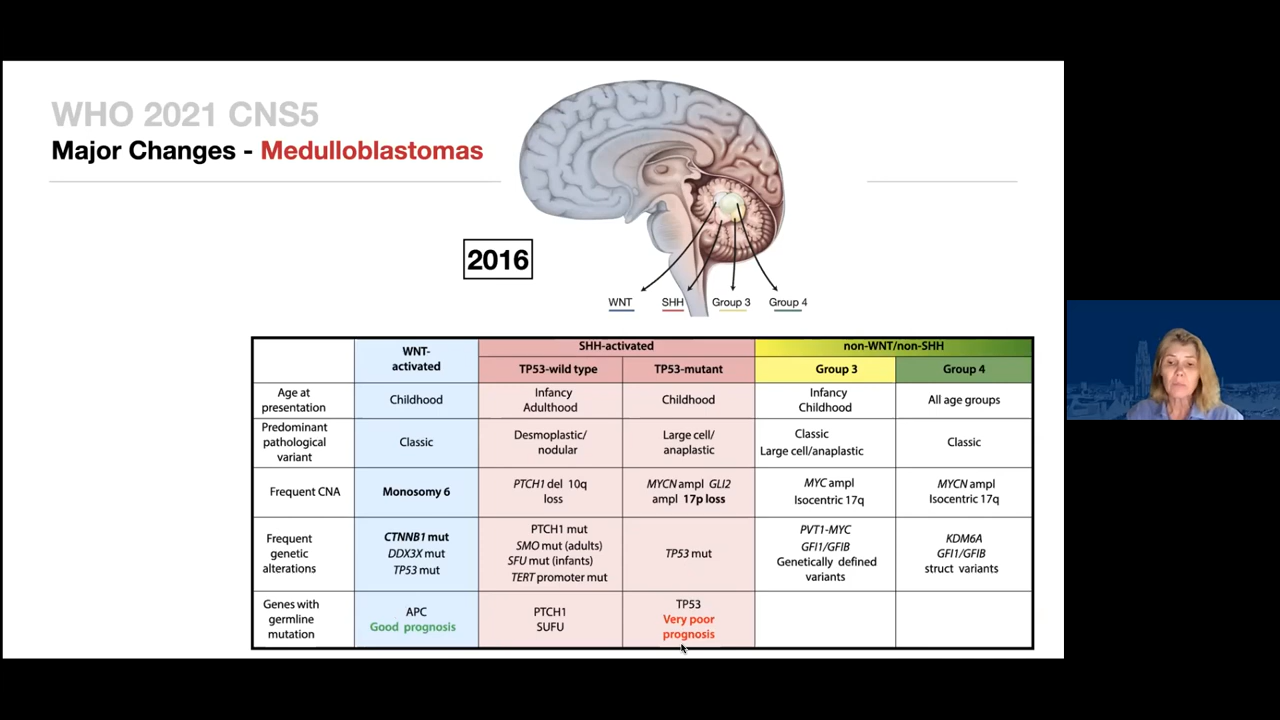 WHO 2021 CNS5
Major Changes - Medulloblastomas
2016
WNT
SHH
Group 3
Group 4
WNT-
activated
SHH-activated
non-WNT/non-SHH
TP53-wild type
TP53-mutant
Group 3
Group 4
Age at
presentation
Childhood
Infancy
Adulthood
Childhood
Infancy
Childhood
All age groups
Predominant
pathological
variant
Classic
Desmoplastic/
nodular
Large cell/
anaplastic
Classic
Large cell/anaplastic
Classic
Frequent CNA
Monosomy 6
PTCH1 del 10q
loss
MYCN ampl GLI2
ampl 17p loss
MYC ampl
Isocentric 17q
MYCN ampl
Isocentric 17q
Frequent
genetic
alterations
CTNNB1 mut
DDX3X mut
TP53 mut
PTCH1 mut
SMO mut (adults)
SFU mut (infants)
TERT promoter mut
TP53 mut
PVT1-MYC
GFI1/GFIB
Genetically defined
variants
KDM6A
GFI1/GFIB
struct variants
Genes with
germline
mutation
APC
Good prognosis
PTCH1
SUFU
TP53
Very poor
prognosis